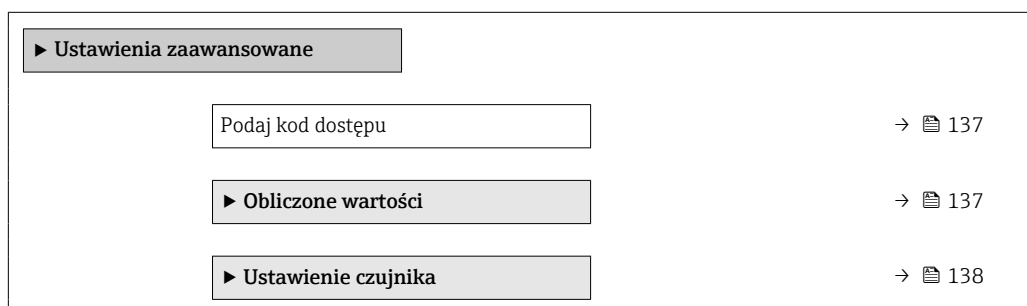 ▶ Ustawienia zaawansowane
Podaj kod dostępu → 137
▶ Obliczone wartości → 137
▶ Ustawienie czujnika → 138